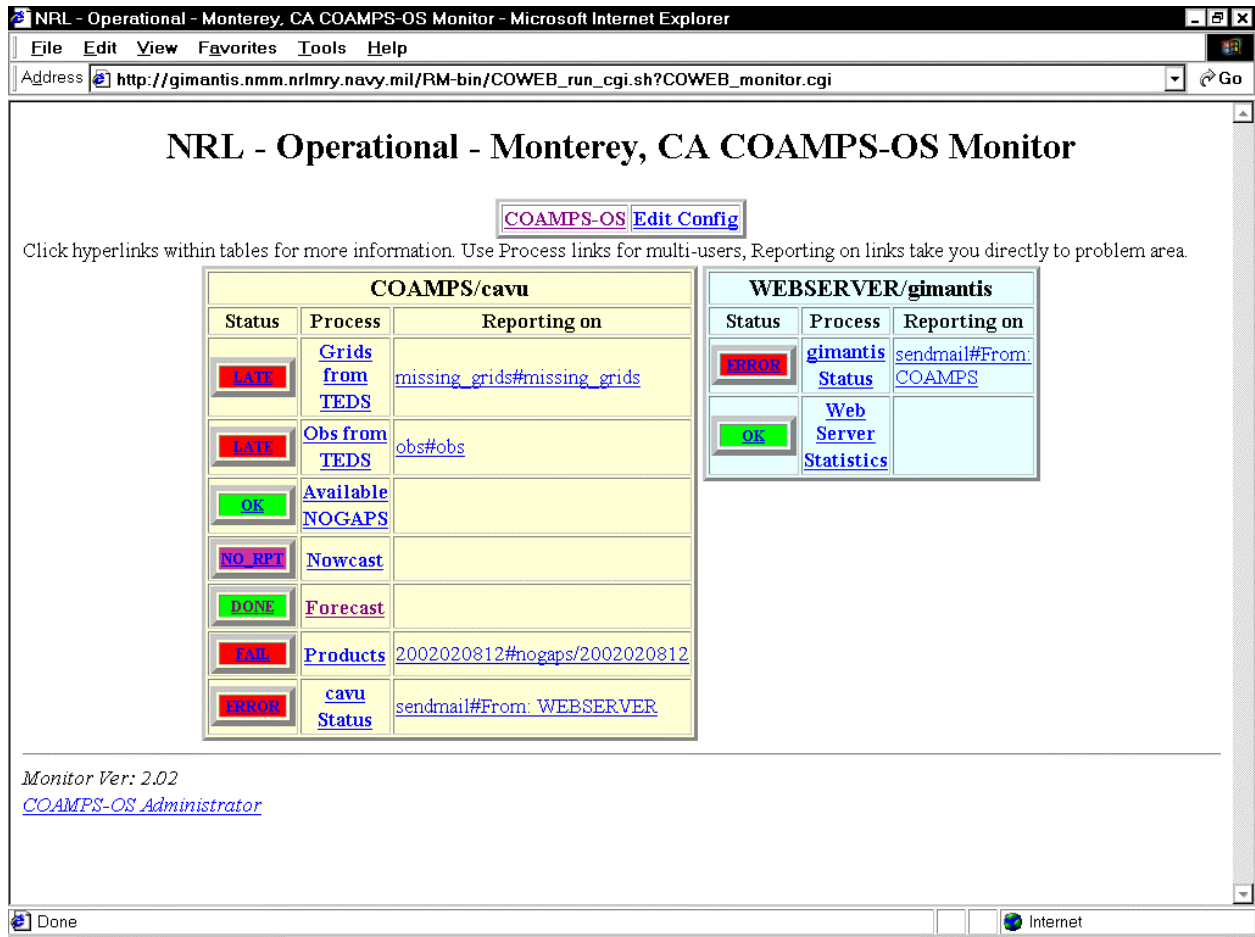 NRL - Operational - Monterey, CA COAMPS-OS Monitor - Microsoft Internet Explorer
File Edit View Favorites Tools Help
Address http://gimantis.nmm.nrlmry.navy.mil/RM-bin/COWEB_run_cgi.sh?COWEB_monitor.cgi Go
NRL - Operational - Monterey, CA COAMPS-OS Monitor
COAMPS-OS Edit Config
Click hyperlinks within tables for more information. Use Process links for multi-users, Reporting on links take you directly to problem area.
COAMPS/cavu
Status Process Reporting on
LATE Grids from TEDS missing_grids#missing_grids
LATE Obs from TEDS obs#obs
OK Available NOGAPS
NO_RPT Nowcast
DONE Forecast
FAIL Products 2002020812#nogaps/2002020812
ERROR cavu Status sendmail#From: WEBSERVER
WEBSERVER/gimantis
Status Process Reporting on
ERROR gimantis Status sendmail#From: COAMPS
OK Web Server Statistics
Monitor Ver: 2.02
COAMPS-OS Administrator
Done Internet